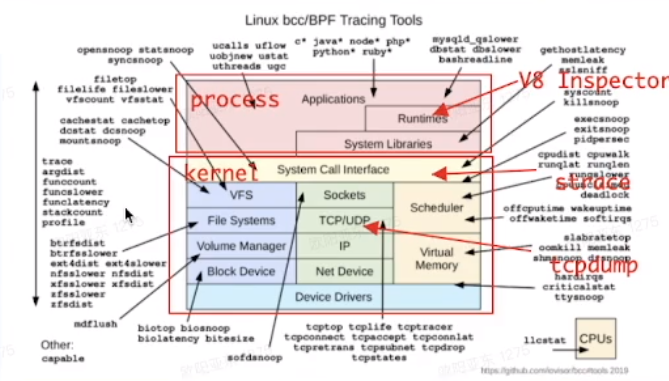 Linux bcc/BPF Tracing Tools
opensnoop statsnoop
syncsnoop
ucalls uflow
uobjnew ustat
uthreads ugc
c* java* node* php*
python* ruby*
mysqld_qslower
dbstat dbslower
bashreadline
gethostlatency
memleak
sslsniff
filetop
filelife fileslower
vfscount vfsstat
process
Applications
Runtimes
System Libraries
V8 Inspector
syscount
killsnoop
cachestat cachetop
dcstat dcsnoop
mountsnoop
execsnoop
exitsnoop
pidpersec
kernel
System Call Interface
cpudist cpuwalk
runqlat runqlen
runqslower
strace
deadlock
trace
argdist
funccount
funcslower
funclatency
stackcount
profile
VFS
Sockets
Scheduler
File Systems
TCP/UDP
offcputime wakeuptime
offwaketime softirqs
Volume Manager
IP
Virtual
Memory
slabratetop
oomkill memleak
tcpdump
btrfsdist
btrfsslower
ext4dist ext4slower
nfsslower nfsdist
xfsslower xfsdist
zfsslower
zfsdist
Block Device
Net Device
hardirqs
criticalstat
ttysnoop
Device Drivers
mdflush
biotop biosnoop
biolatency bitesize
sofdsnoop
tcptop tcplife tcptracer
tcpconnect tcpaccept tcpconnlat
tcpretrans tcpsubnet tcpdrop
tcpstates
llcstat
CPUs
Other:
capable
https://github.com/iovisor/bcc#tools 2019